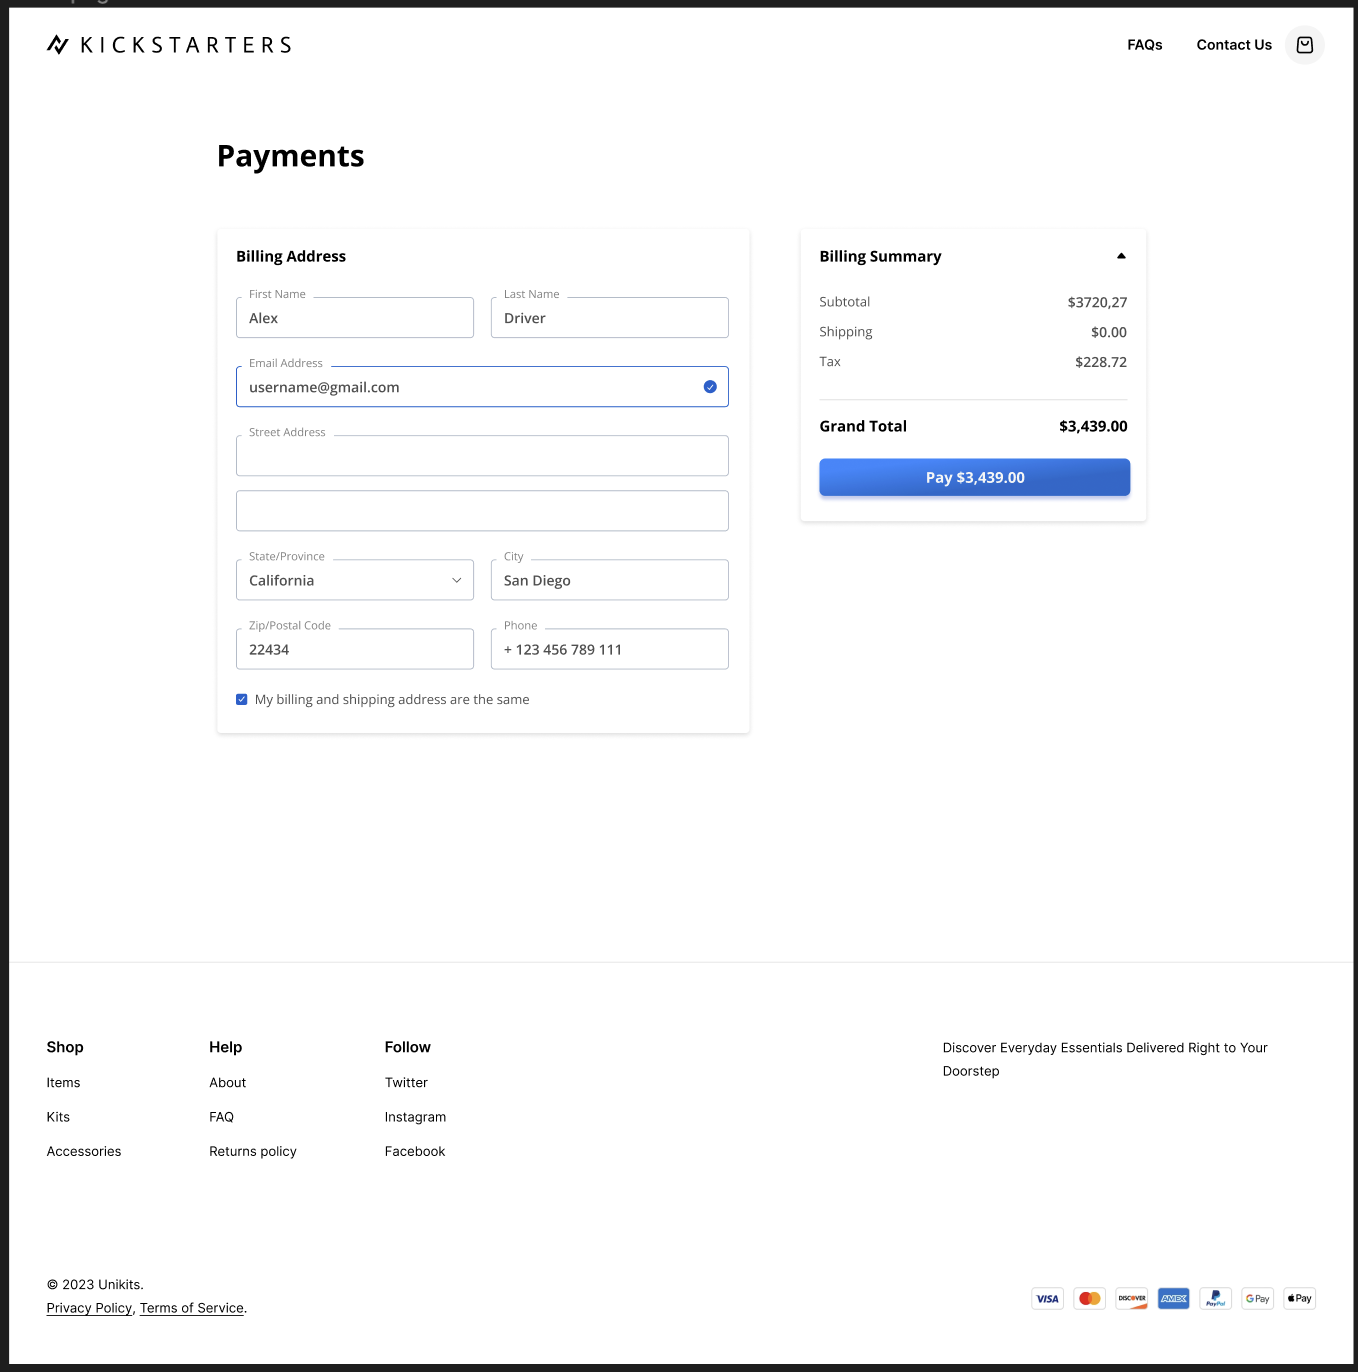 KICKSTARTERS
FAQs
Contact Us
Payments
Billing Address
First Name
Alex
Last Name
Driver
Email Address
username@gmail.com
Street Address
State/Province
California
City
San Diego
Zip/Postal Code
22434
Phone
+ 123 456 789 111
My billing and shipping address are the same
Billing Summary
Subtotal $3720,27
Shipping $0.00
Tax $228.72
Grand Total $3,439.00
Pay $3,439.00
Shop
Items
Kits
Accessories
Help
About
FAQ
Returns policy
Follow
Twitter
Instagram
Facebook
Discover Everyday Essentials Delivered Right to Your
Doorstep
© 2023 Unikits.
Privacy Policy, Terms of Service.
VISA
DISCOVER
AMEX
PayPal
G Pay
Pay